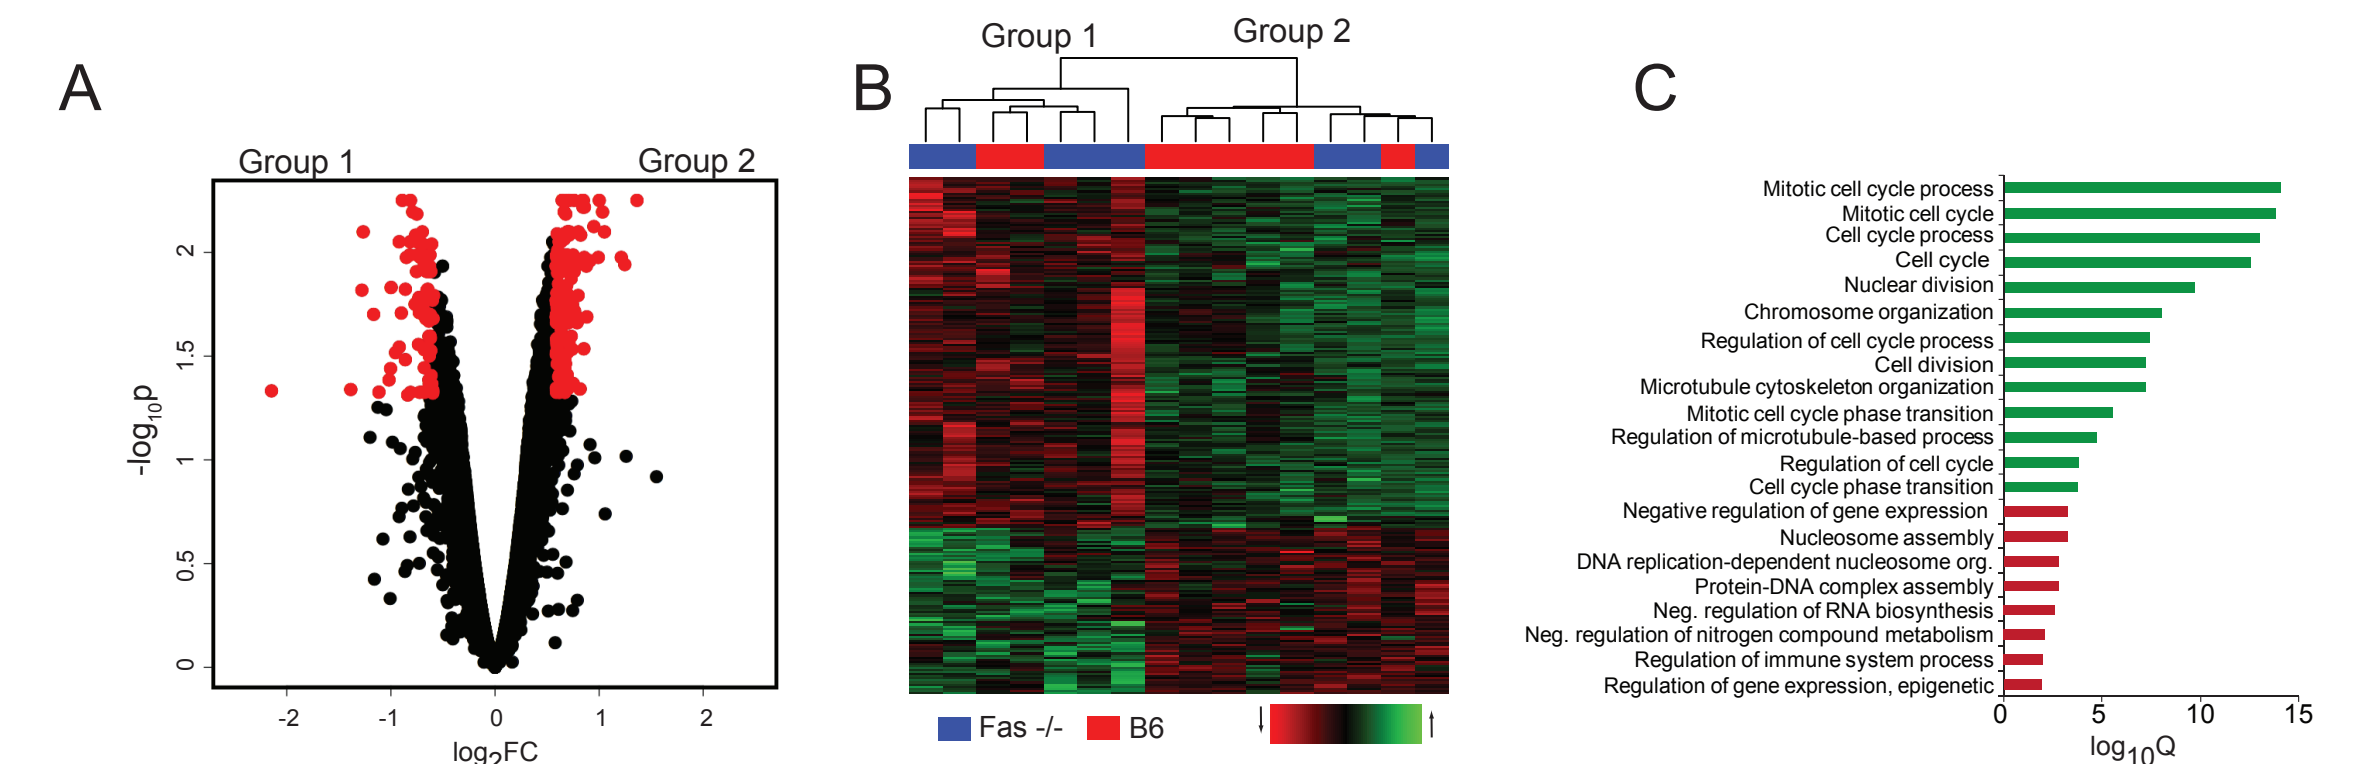 A
Group 1
Group 2
-log10p
2
1.5
1
0.5
0
-2
-1
0
1
2
log2FC
B
Group 1
Group 2
Fas -/-
B6
↓
↑
C
Mitotic cell cycle process
Mitotic cell cycle
Cell cycle process
Cell cycle
Nuclear division
Chromosome organization
Regulation of cell cycle process
Cell division
Microtubule cytoskeleton organization
Mitotic cell cycle phase transition
Regulation of microtubule-based process
Regulation of cell cycle
Cell cycle phase transition
Negative regulation of gene expression
Nucleosome assembly
DNA replication-dependent nucleosome org.
Protein-DNA complex assembly
Neg. regulation of RNA biosynthesis
Neg. regulation of nitrogen compound metabolism
Regulation of immune system process
Regulation of gene expression, epigenetic
0
5
10
15
log10Q